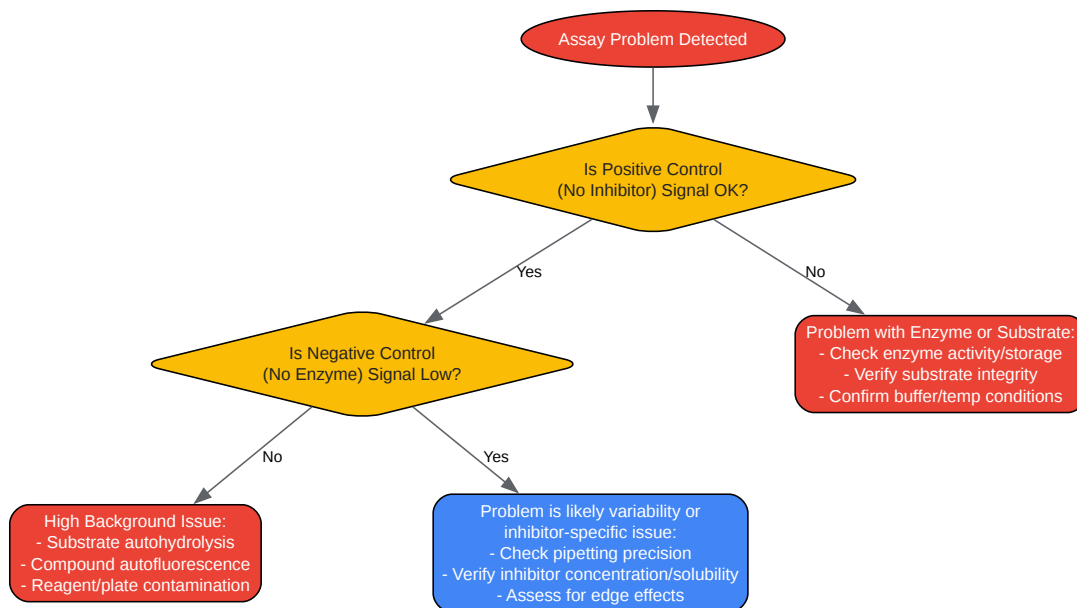 Assay Problem Detected
Is Positive Control
(No Inhibitor) Signal OK?
Yes
No
Is Negative Control
(No Enzyme) Signal Low?
Problem with Enzyme or Substrate:
- Check enzyme activity/storage
- Verify substrate integrity
- Confirm buffer/temp conditions
No
Yes
High Background Issue:
- Substrate autohydrolysis
- Compound autofluorescence
- Reagent/plate contamination
Problem is likely variability or
inhibitor-specific issue:
- Check pipetting precision
- Verify inhibitor concentration/solubility
- Assess for edge effects